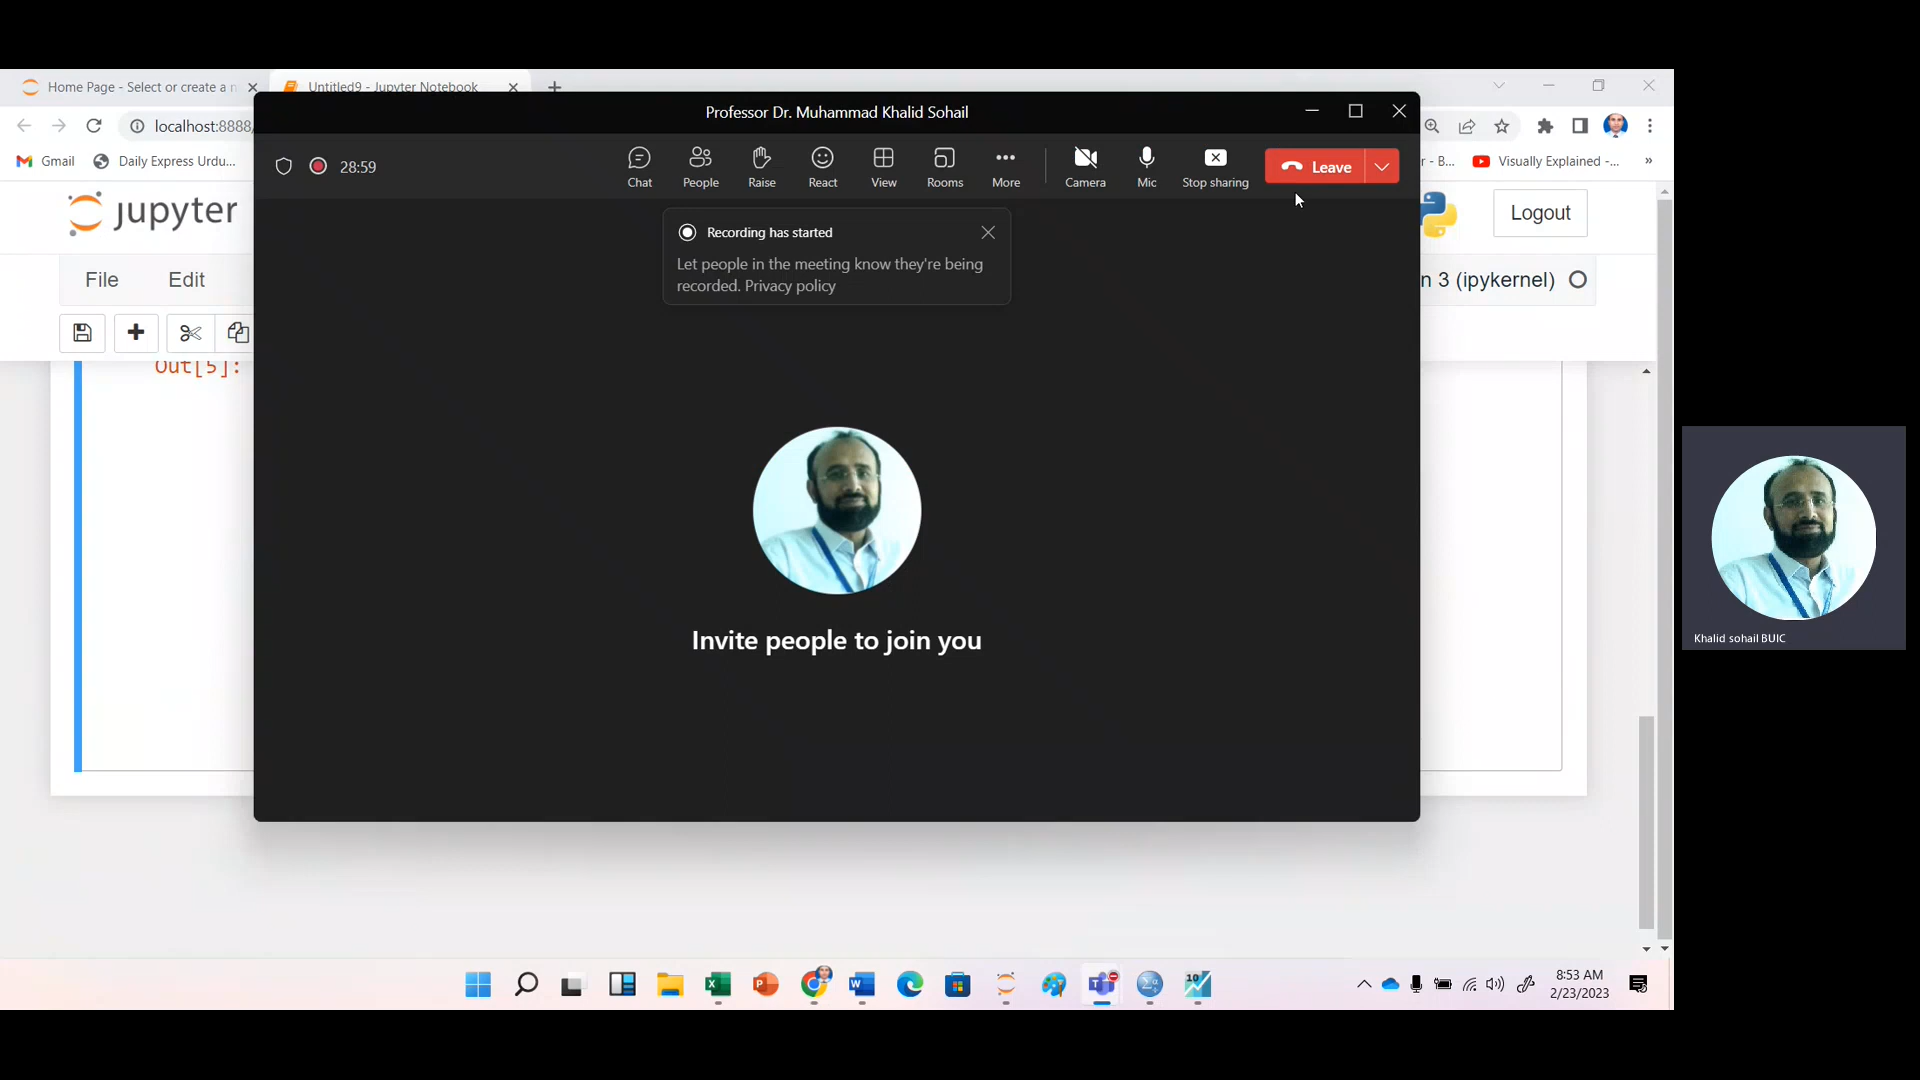 Home Page - Select or create a n
Untitled9 - Jupyter Notebook
localhost:8888/
Gmail
Daily Express Urdu...
r - B...
Visually Explained -...
»
Professor Dr. Muhammad Khalid Sohail
28:59
Chat
People
Raise
React
View
Rooms
More
Camera
Mic
Stop sharing
Leave
Recording has started
Let people in the meeting know they're being
recorded. Privacy policy
jupyter
Logout
File
Edit
n 3 (ipykernel)
Out[5]:
Invite people to join you
Khalid sohail BUIC
10
8:53 AM
2/23/2023